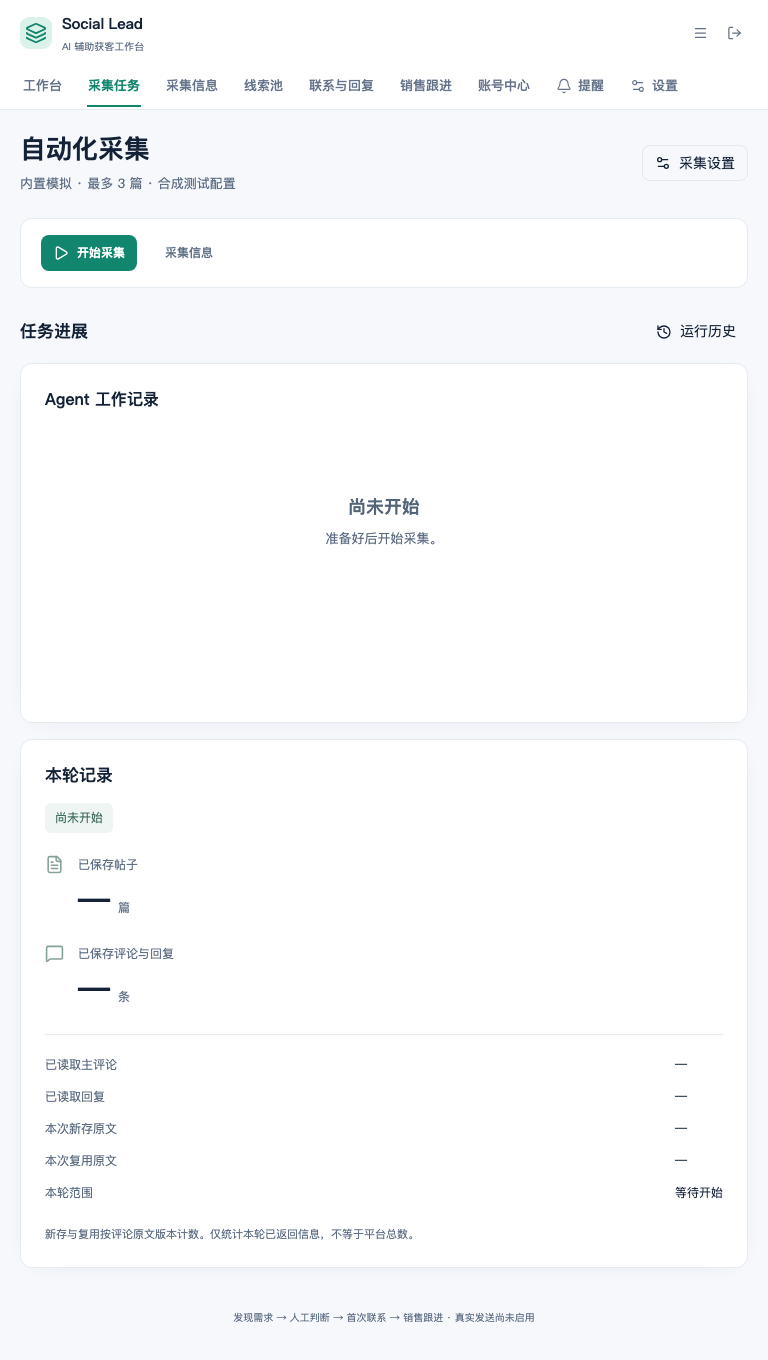 Social Lead
AI 辅助获客工作台
工作台 采集任务 采集信息 线索池 联系与回复 销售跟进 账号中心 提醒 设置
自动化采集
内置模拟 · 最多 3 篇 · 合成测试配置
采集设置
开始采集 采集信息
任务进展
运行历史
Agent 工作记录
尚未开始
准备好后开始采集。
本轮记录
尚未开始
已保存帖子
— 篇
已保存评论与回复
— 条
已读取主评论 —
已读取回复 —
本次新存原文 —
本次复用原文 —
本轮范围 等待开始
新存与复用按评论原文版本计数。仅统计本轮已返回信息，不等于平台总数。
发现需求 → 人工判断 → 首次联系 → 销售跟进 · 真实发送尚未启用